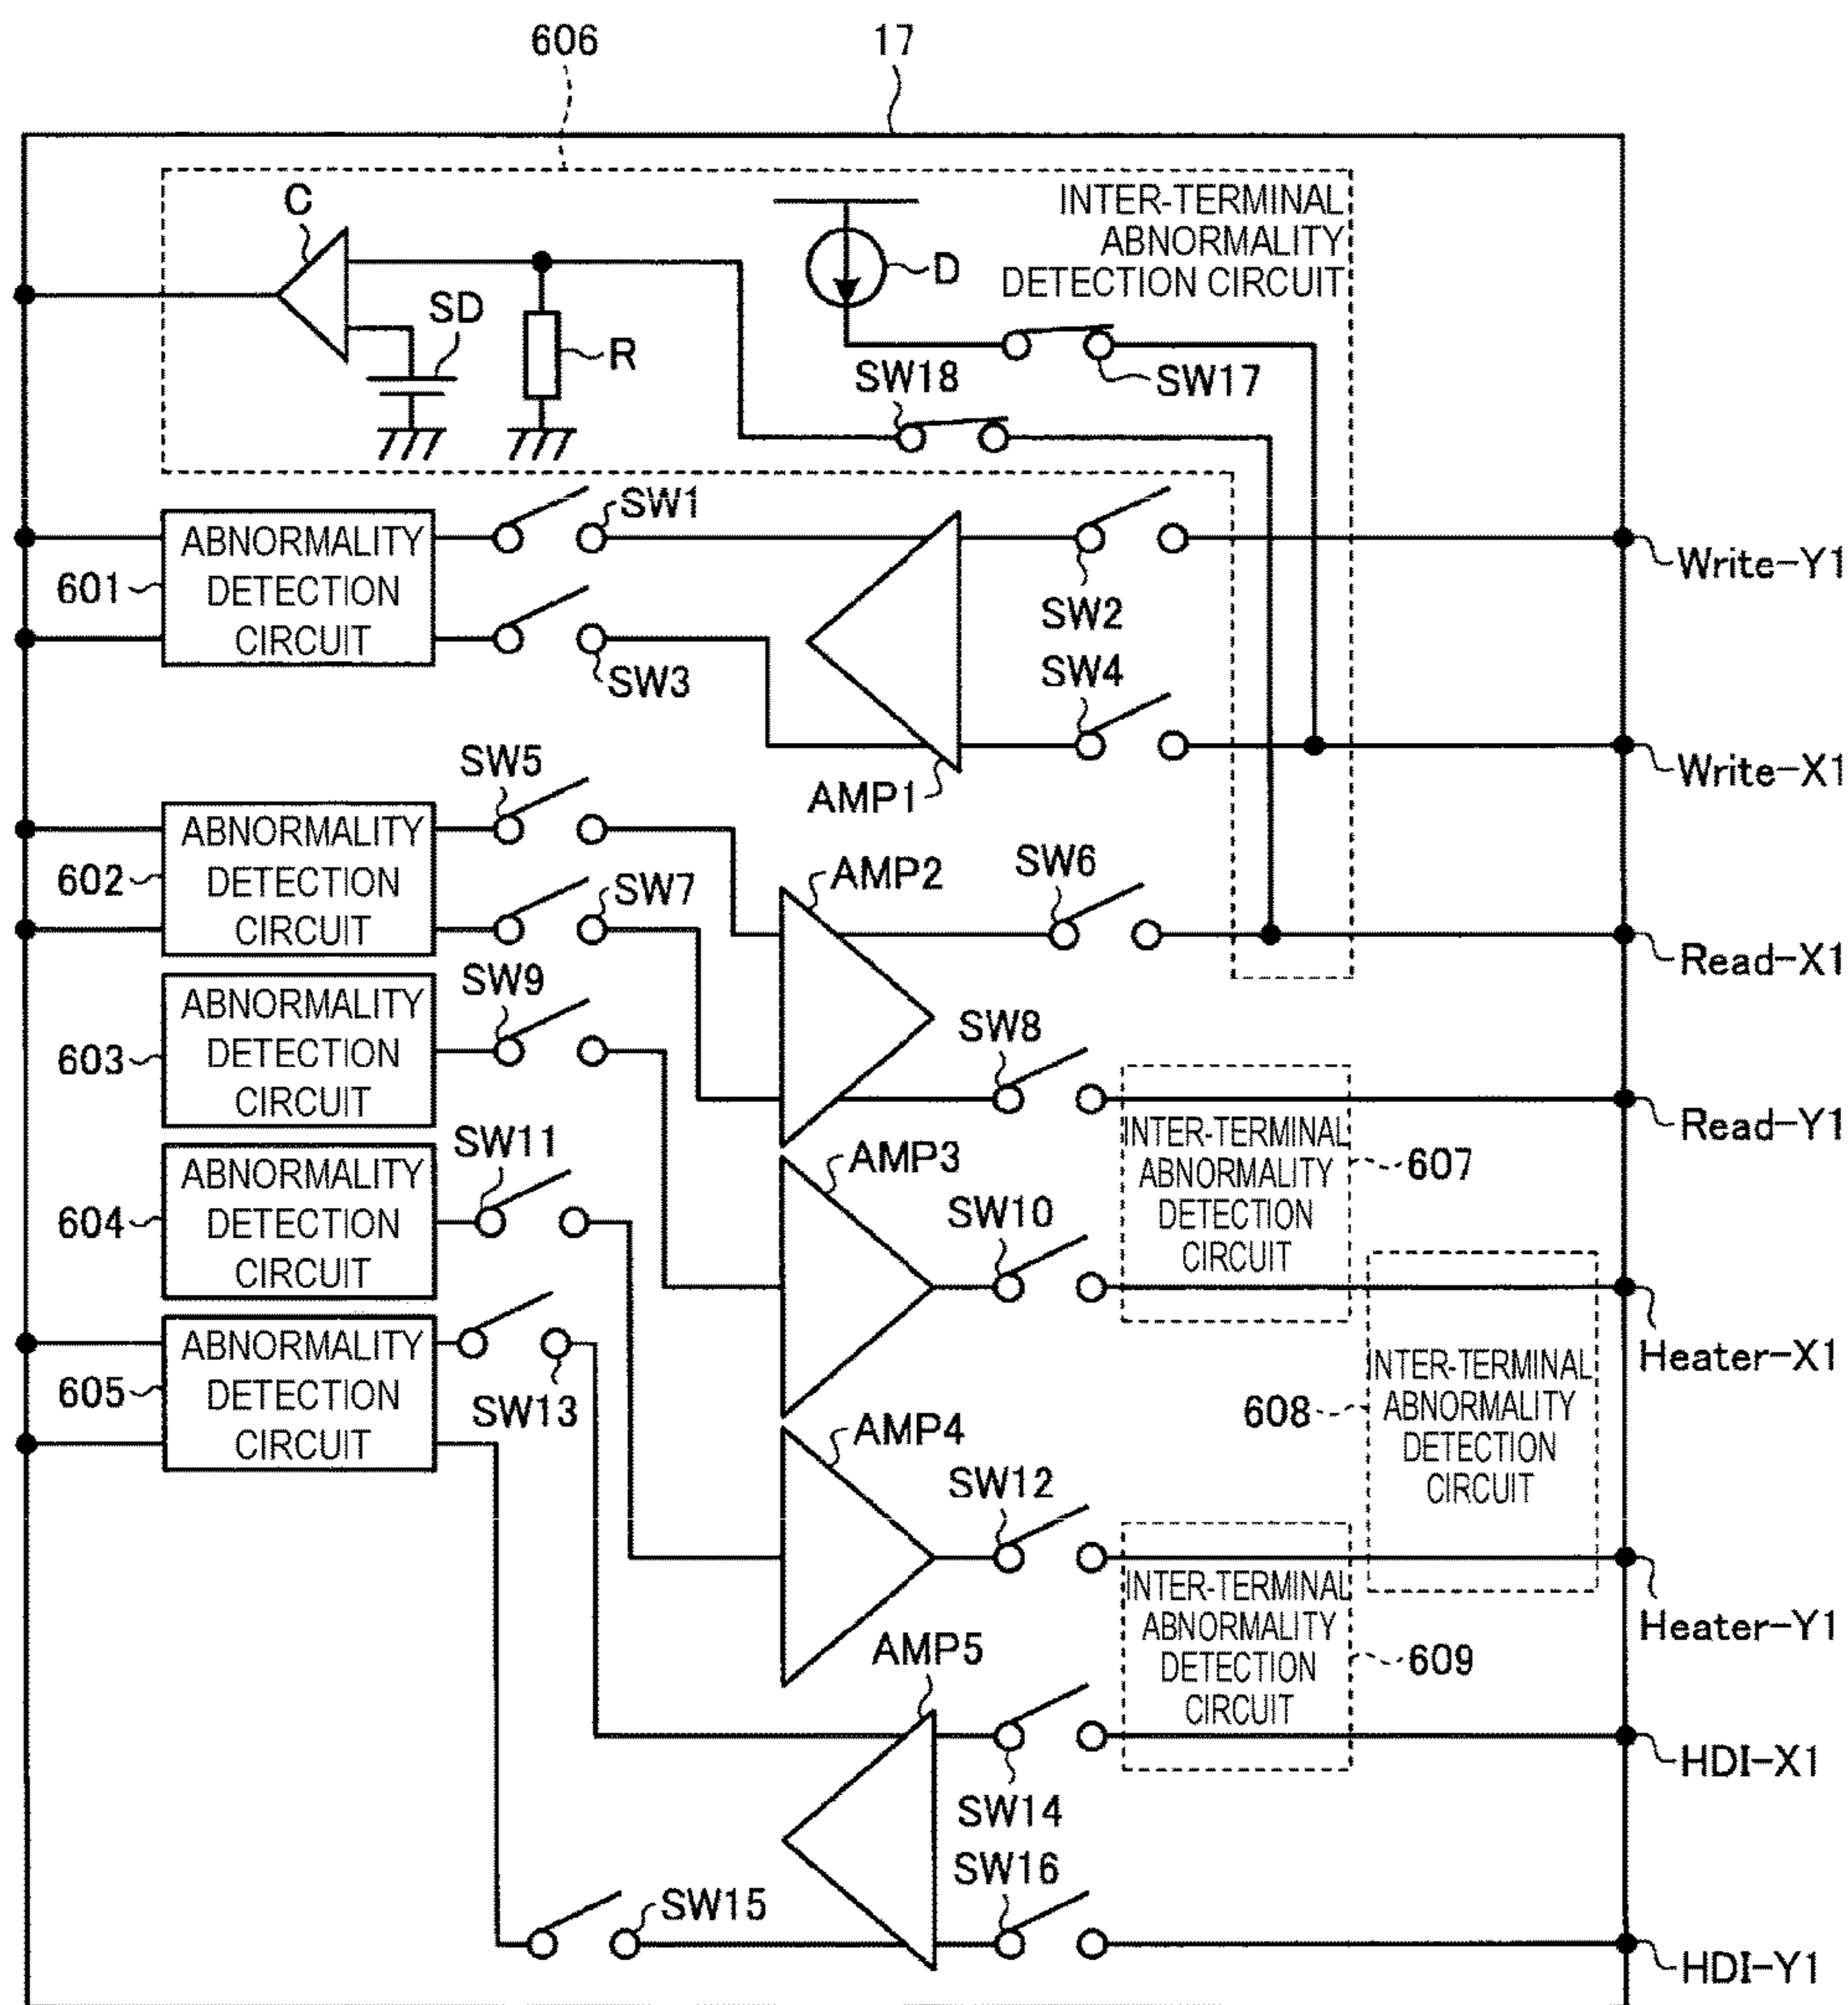 606
17
C
INTER-TERMINAL
ABNORMALITY
DETECTION CIRCUIT
D
SD
R
SW18
SW17
SW1
ABNORMALITY
DETECTION
CIRCUIT
601
SW2
Write-Y1
SW3
SW4
SW5
AMP1
Write-X1
ABNORMALITY
DETECTION
CIRCUIT
602
AMP2
SW6
SW7
Read-X1
SW9
ABNORMALITY
DETECTION
CIRCUIT
603
SW8
Read-Y1
INTER-TERMINAL
ABNORMALITY
DETECTION
CIRCUIT
607
SW11
AMP3
ABNORMALITY
DETECTION
CIRCUIT
604
SW10
Heater-X1
ABNORMALITY
DETECTION
CIRCUIT
605
SW13
INTER-TERMINAL
ABNORMALITY
DETECTION
CIRCUIT
608
AMP4
SW12
INTER-TERMINAL
ABNORMALITY
DETECTION
CIRCUIT
609
Heater-Y1
AMP5
HDI-X1
SW14
SW16
SW15
HDI-Y1